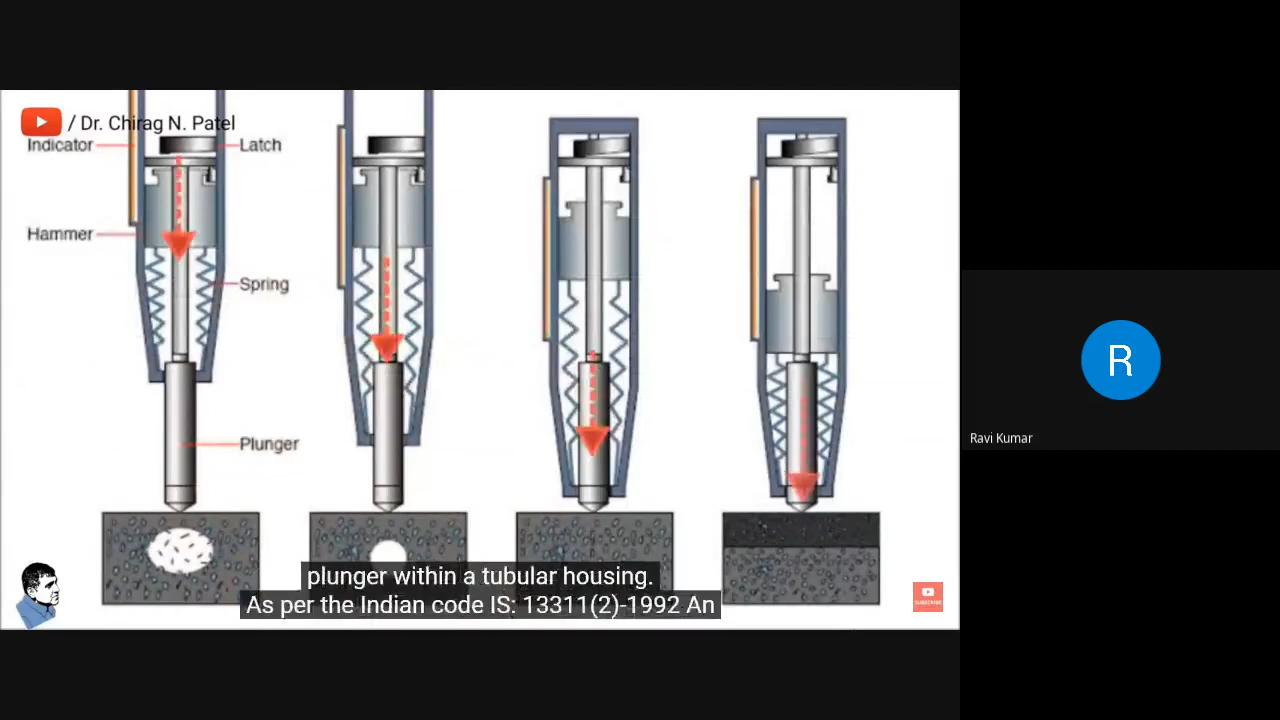 / Dr. Chirag N. Patel
Indicator
Latch
Hammer
Spring
Plunger
plunger within a tubular housing.
As per the Indian code IS: 13311(2)-1992 An
SUBSCRIBE
R
Ravi Kumar